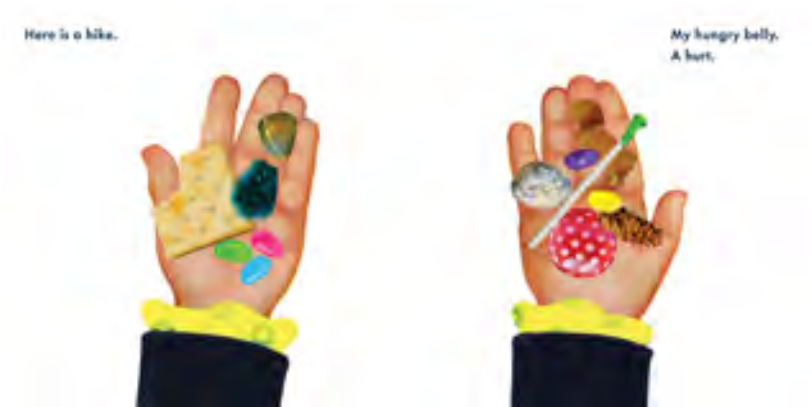 Here is a hike.
My hungry belly.
A hurt.